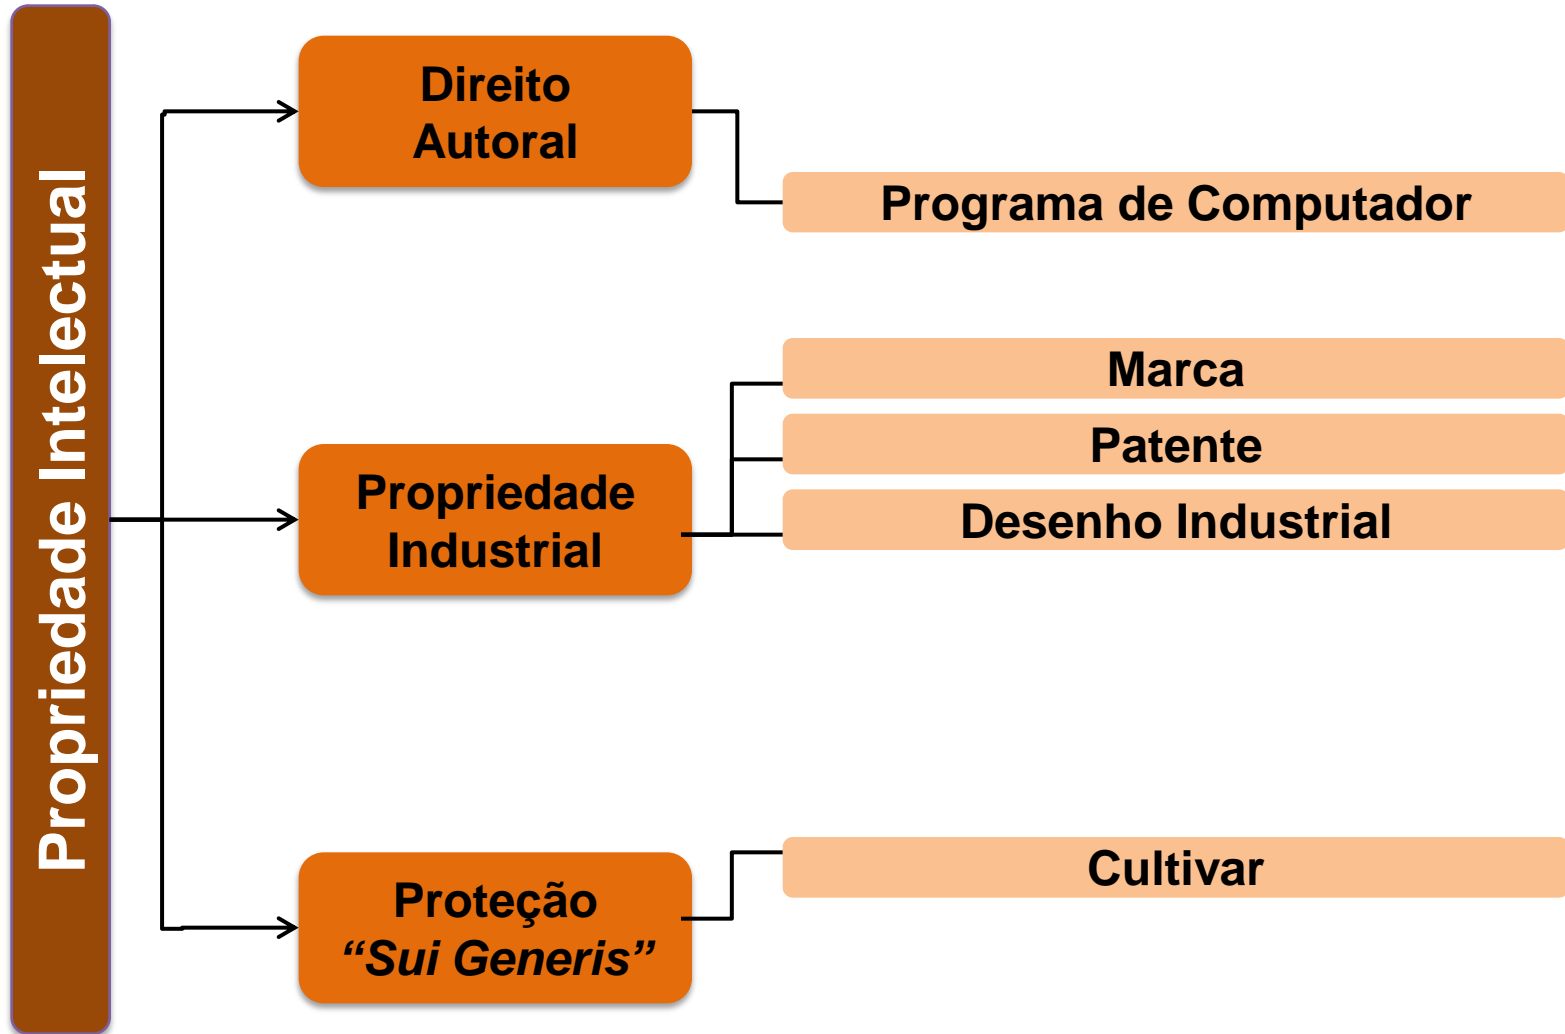 Propriedade Intelectual
Direito
Autoral
Programa de Computador
Propriedade
Industrial
Marca
Patente
Desenho Industrial
Proteção
“Sui Generis”
Cultivar